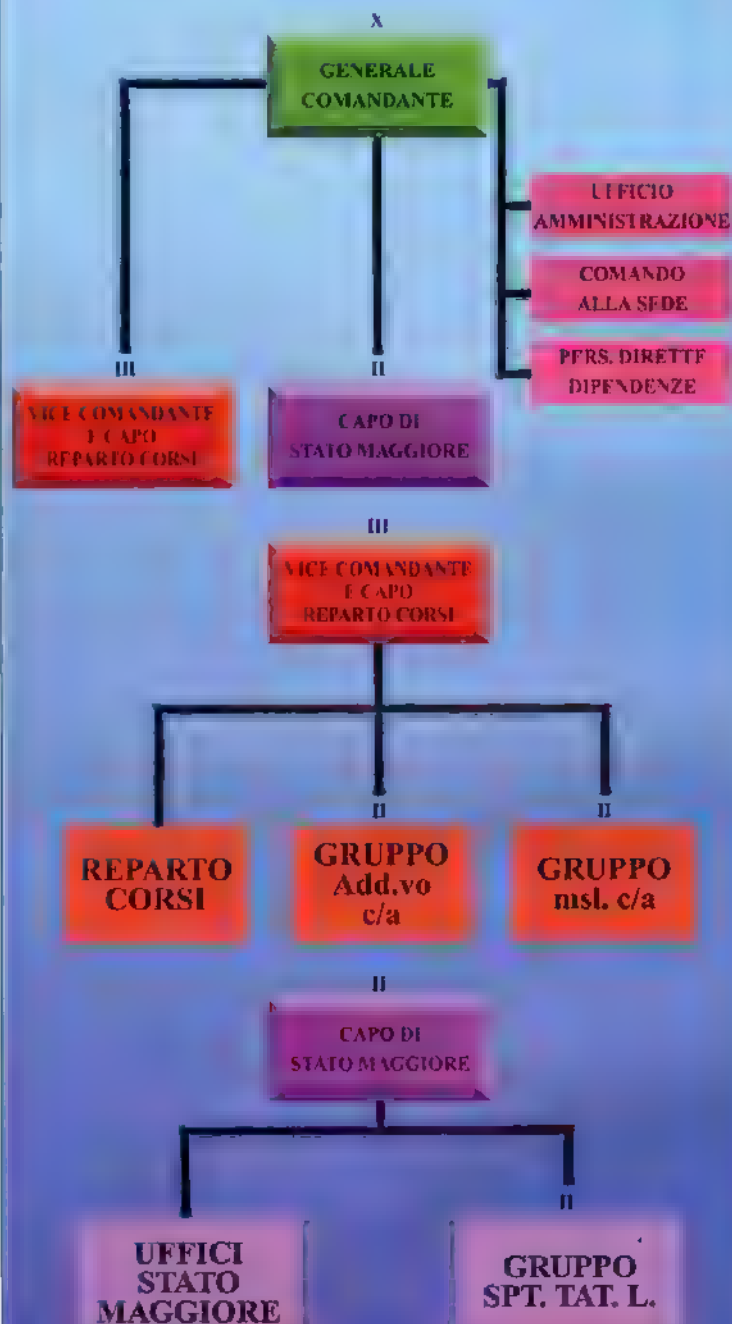 X
GENERALE
COMANDANTE
UFFICIO
AMMINISTRAZIONE
COMANDO
ALLA SEDE
PERS. DIRETTE
DIPENDENZE
III
VICE COMANDANTE
E CAPO
REPARTO CORSI
II
CAPO DI
STATO MAGGIORE
III
VICE COMANDANTE
E CAPO
REPARTO CORSI
REPARTO
CORSI
II
GRUPPO
Add.vo
c/a
II
GRUPPO
msl. c/a
II
CAPO DI
STATO MAGGIORE
UFFICI
STATO
MAGGIORE
II
GRUPPO
SPT. TAT. L.